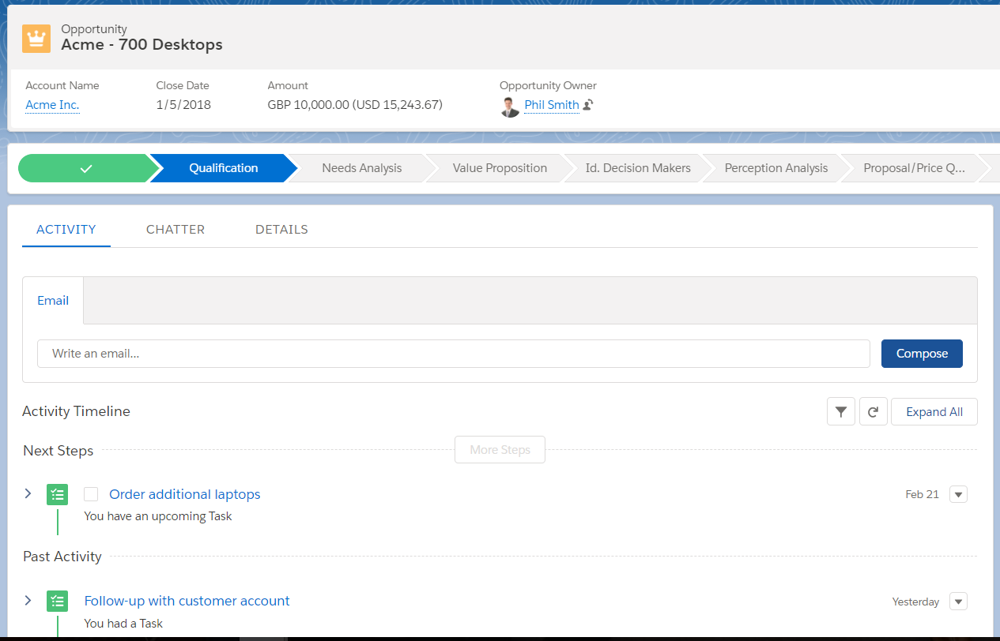 Opportunity
Acme - 700 Desktops
Account Name Close Date Amount Opportunity Owner
Acme Inc. 1/5/2018 GBP 10,000.00 (USD 15,243.67) Phil Smith
Qualification Needs Analysis Value Proposition Id. Decision Makers Perception Analysis Proposal/Price Q...
ACTIVITY CHATTER DETAILS
Email
Write an email... Compose
Activity Timeline Expand All
Next Steps More Steps
Order additional laptops Feb 21
You have an upcoming Task
Past Activity
Follow-up with customer account Yesterday
You had a Task